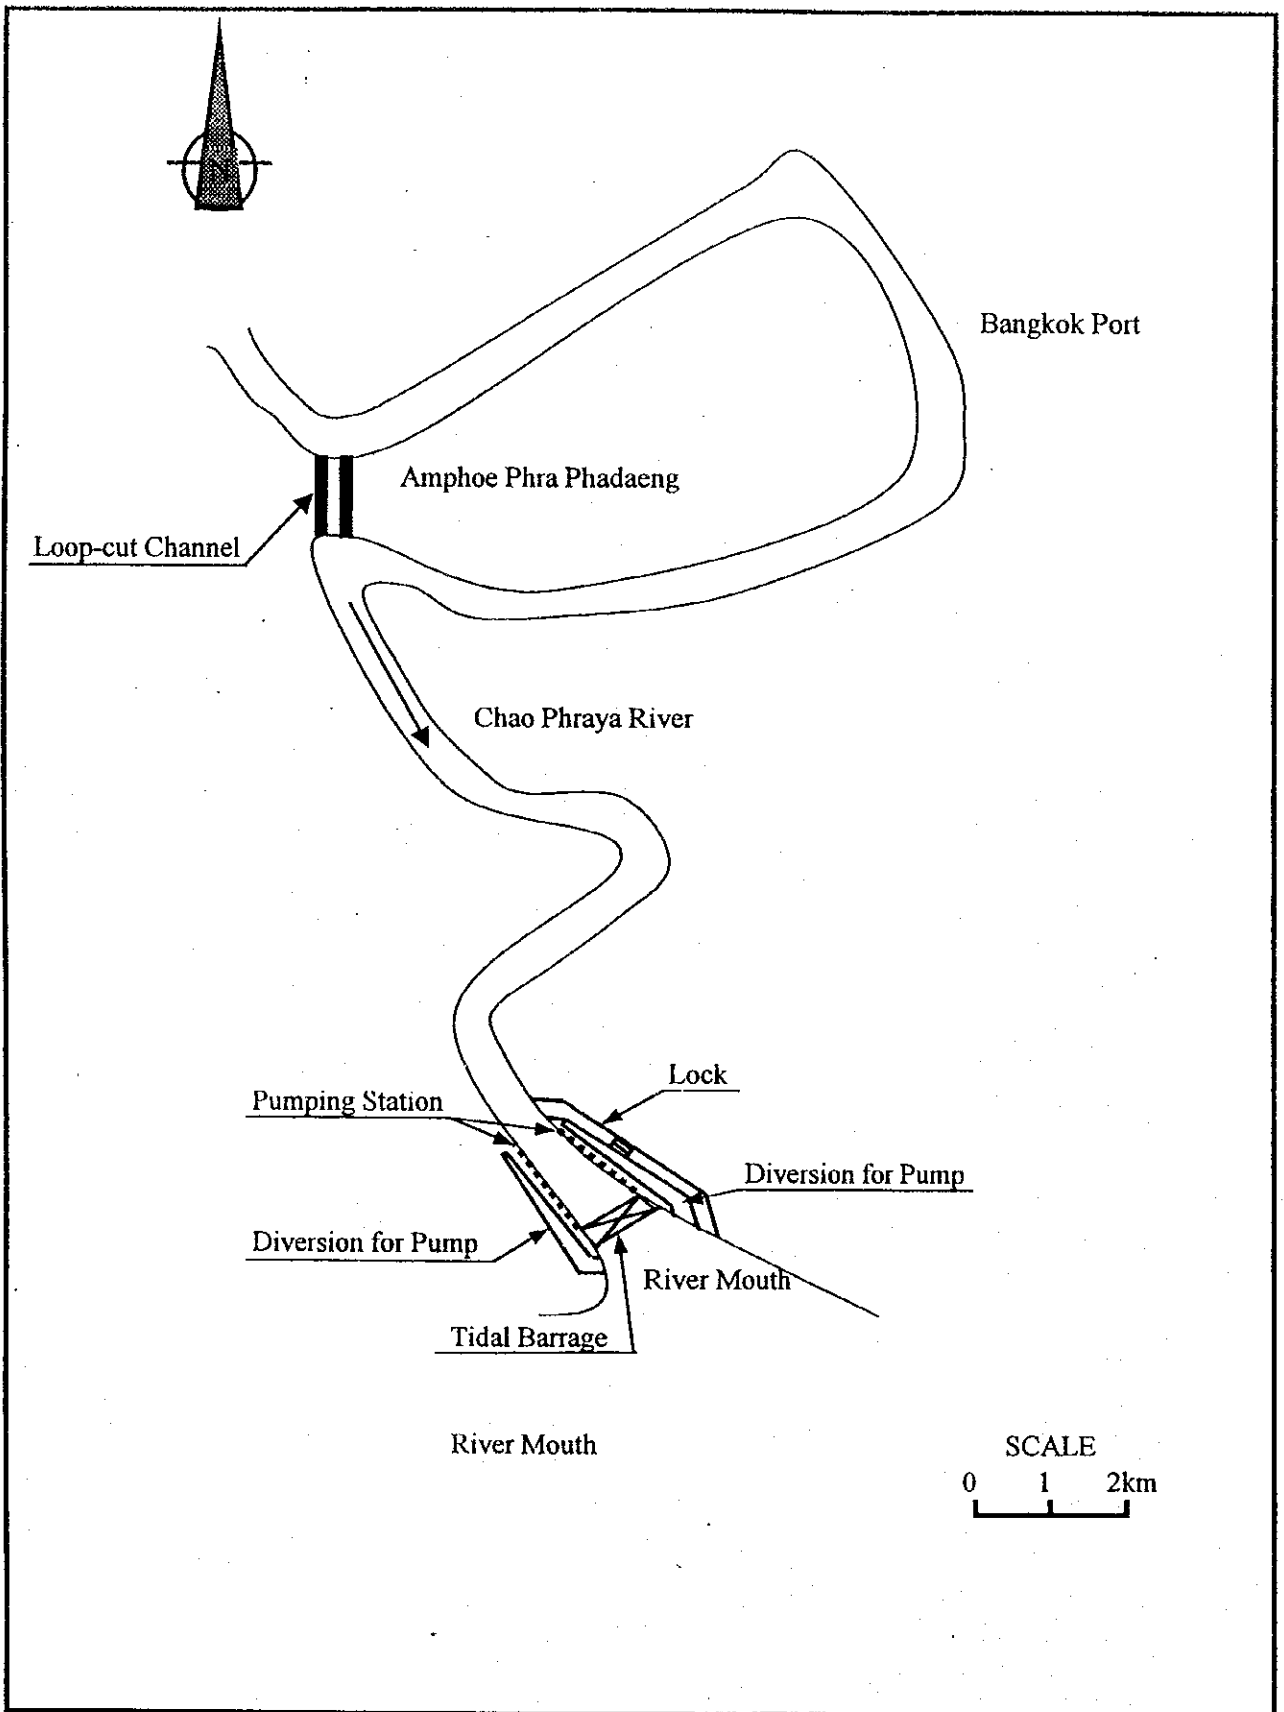 N
Bangkok Port
Amphoe Phra Phadaeng
Loop-cut Channel
Chao Phraya River
Lock
Pumping Station
Diversion for Pump
Diversion for Pump
River Mouth
Tidal Barrage
River Mouth
SCALE
0 1 2km